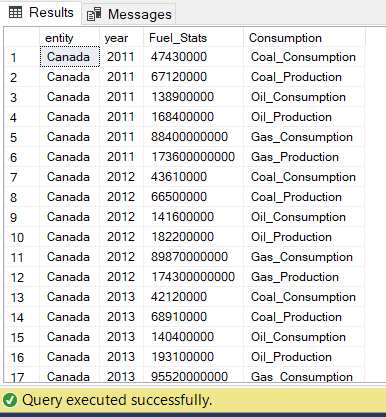 Results Messages
entity year Fuel_Stats Consumption
1 Canada 2011 47430000 Coal_Consumption
2 Canada 2011 67120000 Coal_Production
3 Canada 2011 138900000 Oil_Consumption
4 Canada 2011 168400000 Oil_Production
5 Canada 2011 88400000000 Gas_Consumption
6 Canada 2011 173600000000 Gas_Production
7 Canada 2012 43610000 Coal_Consumption
8 Canada 2012 66500000 Coal_Production
9 Canada 2012 141600000 Oil_Consumption
10 Canada 2012 182200000 Oil_Production
11 Canada 2012 89870000000 Gas_Consumption
12 Canada 2012 174300000000 Gas_Production
13 Canada 2013 42120000 Coal_Consumption
14 Canada 2013 68910000 Coal_Production
15 Canada 2013 140400000 Oil_Consumption
16 Canada 2013 193100000 Oil_Production
17 Canada 2013 95520000000 Gas_Consumption
Query executed successfully.